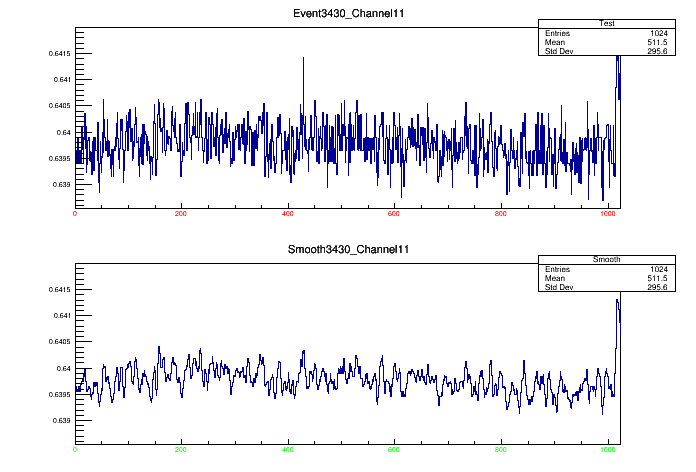 Event3430_Channel11
Test
Entries 1024
Mean 511.5
Std Dev 295.6
0.6415
0.641
0.6405
0.64
0.6395
0.639
0 200 400 600 800 1000
Smooth3430_Channel11
Smooth
Entries 1024
Mean 511.5
Std Dev 295.6
0.6415
0.641
0.6405
0.64
0.6395
0.639
0 200 400 600 800 1000